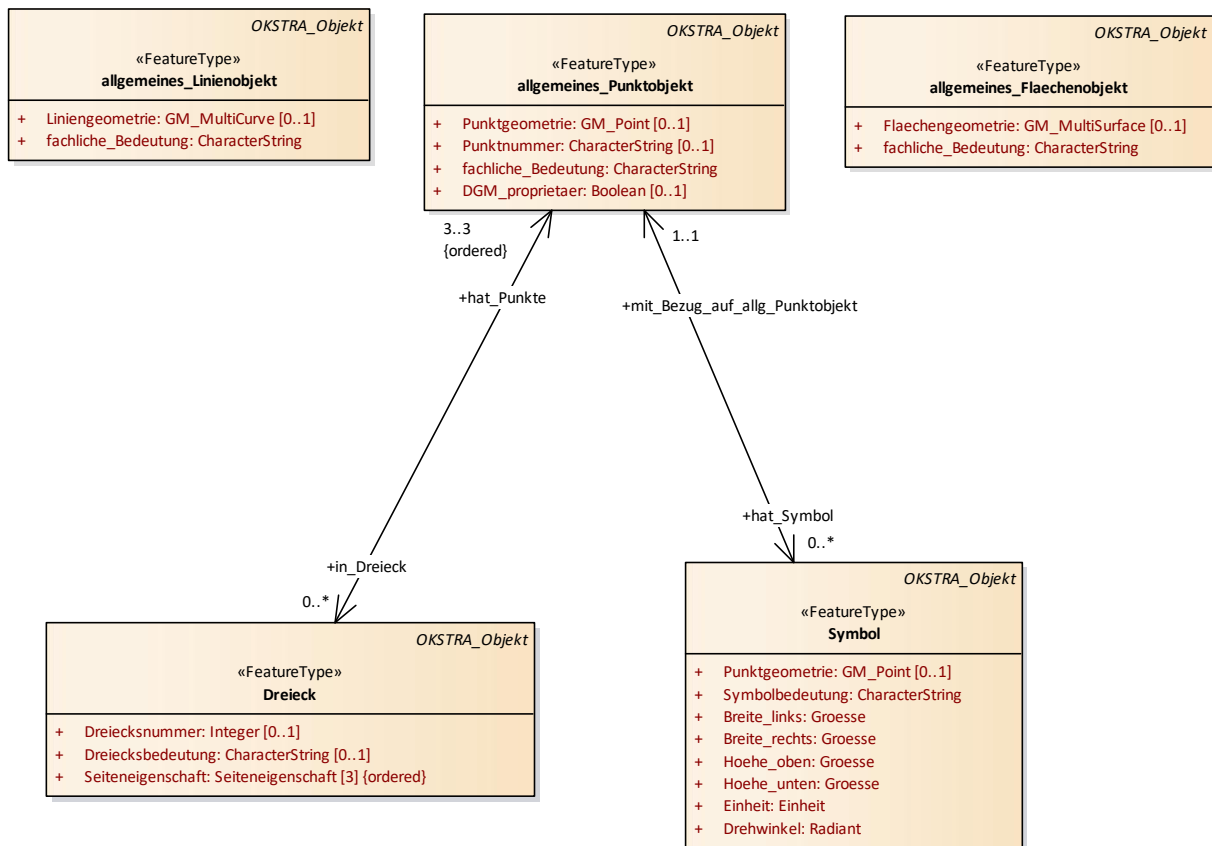 OKSTRA_Objekt
«FeatureType»
allgemeines_Linienobjekt
+ Liniengeometrie: GM_MultiCurve [0..1]
+ fachliche_Bedeutung: CharacterString
OKSTRA_Objekt
«FeatureType»
allgemeines_Punktobjekt
+ Punktgeometrie: GM_Point [0..1]
+ Punktnummer: CharacterString [0..1]
+ fachliche_Bedeutung: CharacterString
+ DGM_proprietaer: Boolean [0..1]
OKSTRA_Objekt
«FeatureType»
allgemeines_Flaechenobjekt
+ Flaechengeometrie: GM_MultiSurface [0..1]
+ fachliche_Bedeutung: CharacterString
3..3
{ordered}
1..1
+hat_Punkte
+mit_Bezug_auf_allg_Punktobjekt
+hat_Symbol
0..*
+in_Dreieck
0..*
OKSTRA_Objekt
«FeatureType»
Dreieck
+ Dreiecksnummer: Integer [0..1]
+ Dreiecksbedeutung: CharacterString [0..1]
+ Seiteneigenschaft: Seiteneigenschaft [3] {ordered}
OKSTRA_Objekt
«FeatureType»
Symbol
+ Punktgeometrie: GM_Point [0..1]
+ Symbolbedeutung: CharacterString
+ Breite_links: Groesse
+ Breite_rechts: Groesse
+ Hoehe_oben: Groesse
+ Hoehe_unten: Groesse
+ Einheit: Einheit
+ Drehwinkel: Radiant